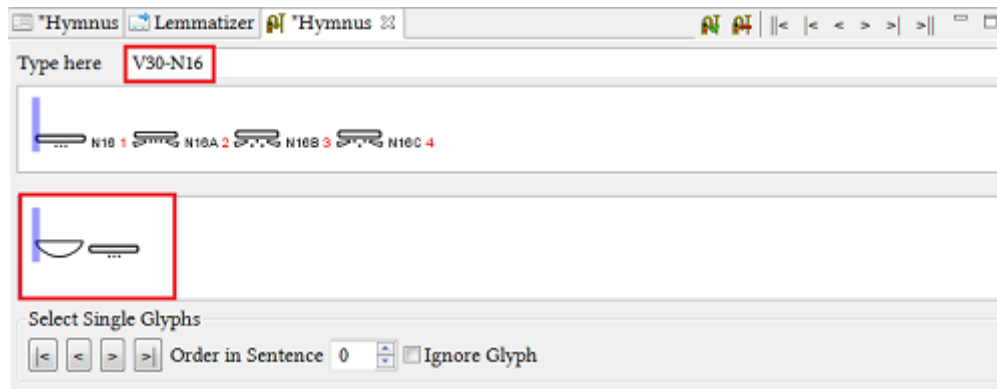 *Hymnus Lemmatizer *Hymnus
||< |< < > >| >||
Type here V30-N16
N16 1 N16A 2 N16B 3 N16C 4
Select Single Glyphs
|< < > >| Order in Sentence 0 Ignore Glyph